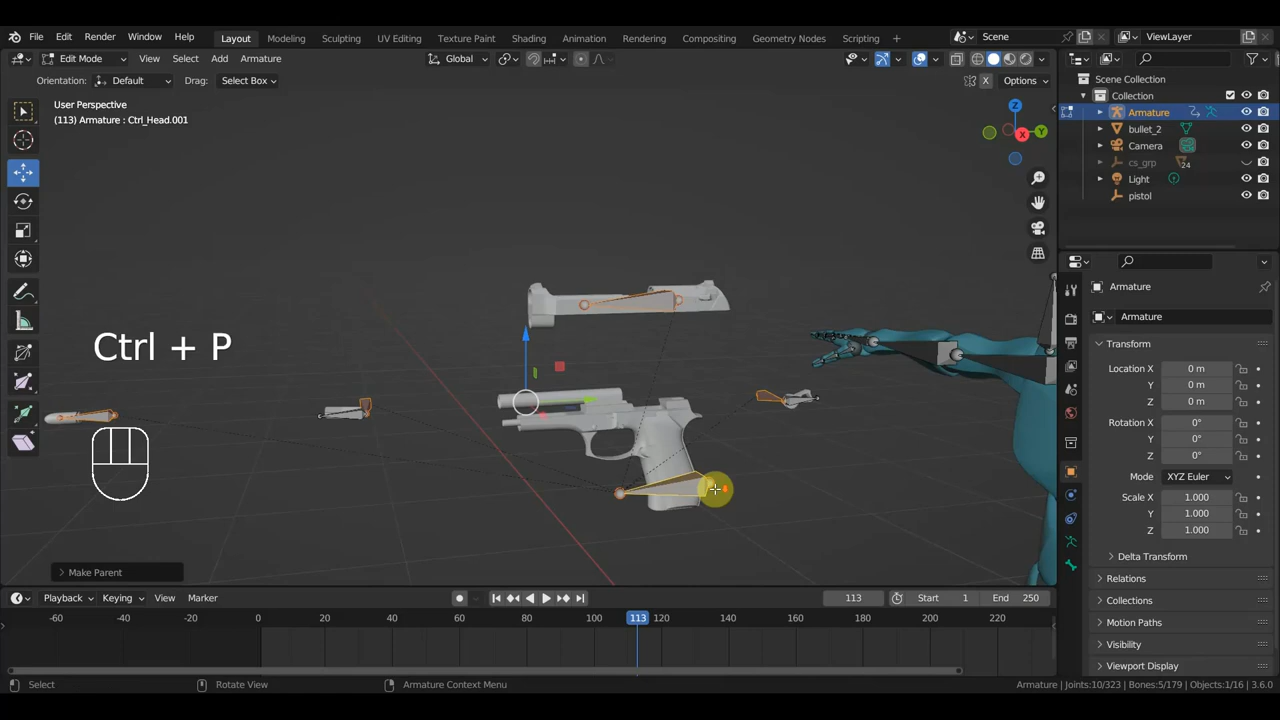 File Edit Render Window Help Layout Modeling Sculpting UV Editing Texture Paint Shading Animation Rendering Compositing Geometry Nodes Scripting + Scene ViewLayer
Edit Mode View Select Add Armature Global
Orientation: Default Drag: Select Box X Options
User Perspective
(113) Armature : Ctrl_Head.001
Z
Y
X
Ctrl + P
Make Parent
Scene Collection
Collection
Armature
bullet_2
Camera
cs_grp 24
Light
pistol
Armature
Armature
Transform
Location X 0 m
Y 0 m
Z 0 m
Rotation X 0°
Y 0°
Z 0°
Mode XYZ Euler
Scale X 1.000
Y 1.000
Z 1.000
Delta Transform
Relations
Collections
Motion Paths
Visibility
Viewport Display
Playback Keying View Marker 113 Start 1 End 250
-60 -40 -20 0 20 40 60 80 100 113 120 140 160 180 200 220
Select Rotate View Armature Context Menu Armature | Joints:10/323 | Bones:5/179 | Objects:1/16 | 3.6.0